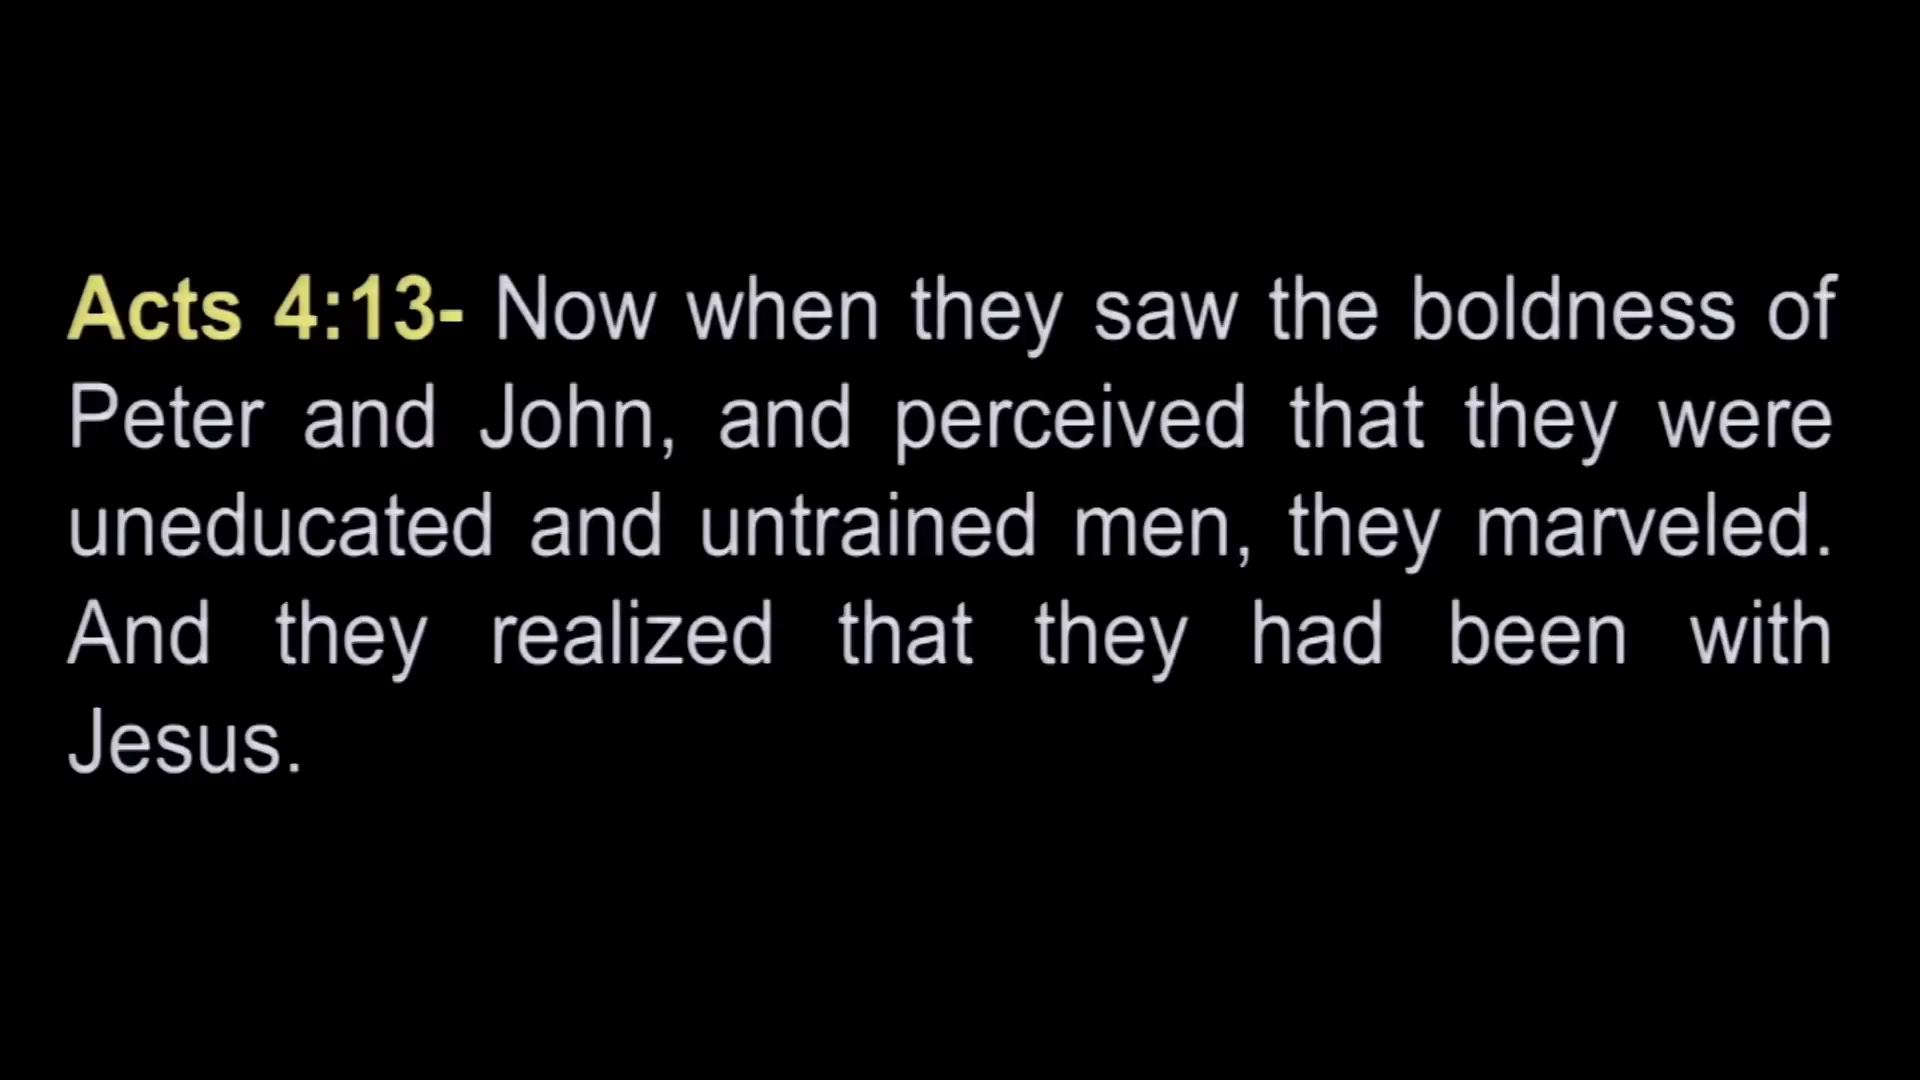 Acts 4:13- Now when they saw the boldness of
Peter and John, and perceived that they were
uneducated and untrained men, they marveled.
And they realized that they had been with
Jesus.